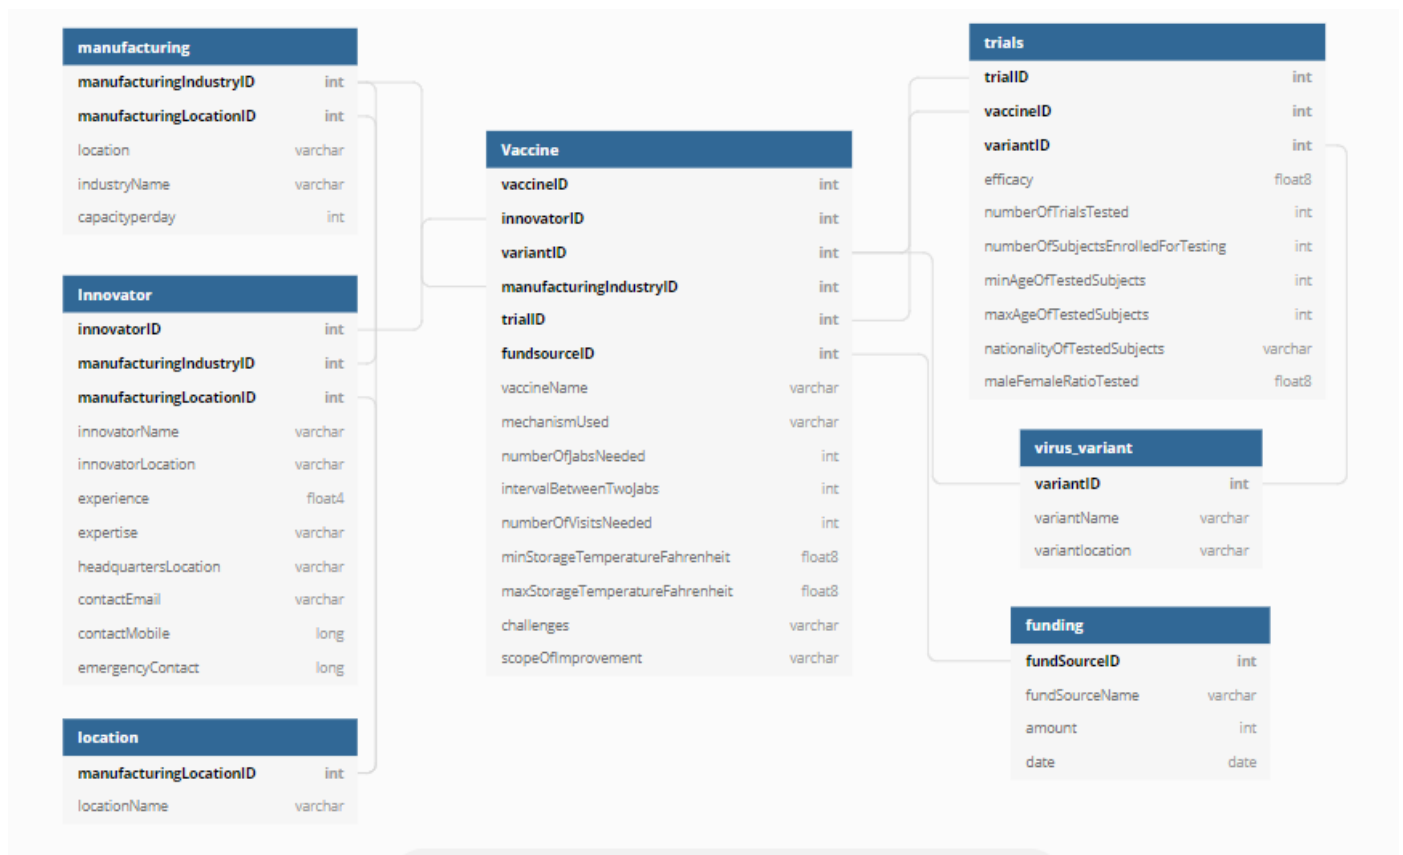 manufacturing
manufacturingIndustryID int
manufacturingLocationID int
location varchar
industryName varchar
capacityperday int
Innovator
innovatorID int
manufacturingIndustryID int
manufacturingLocationID int
innovatorName varchar
innovatorLocation varchar
experience float4
expertise varchar
headquartersLocation varchar
contactEmail varchar
contactMobile long
emergencyContact long
location
manufacturingLocationID int
locationName varchar
Vaccine
vaccineID int
innovatorID int
variantID int
manufacturingIndustryID int
trialID int
fundsourceID int
vaccineName varchar
mechanismUsed varchar
numberOfJabsNeeded int
intervalBetweenTwoJabs int
numberOfVisitsNeeded int
minStorageTemperatureFahrenheit float8
maxStorageTemperatureFahrenheit float8
challenges varchar
scopeOfImprovement varchar
trials
trialID int
vaccineID int
variantID int
efficacy float8
numberOfTrialsTested int
numberOfSubjectsEnrolledForTesting int
minAgeOfTestedSubjects int
maxAgeOfTestedSubjects int
nationalityOfTestedSubjects varchar
maleFemaleRatioTested float8
virus_variant
variantID int
variantName varchar
variantlocation varchar
funding
fundSourceID int
fundSourceName varchar
amount int
date date